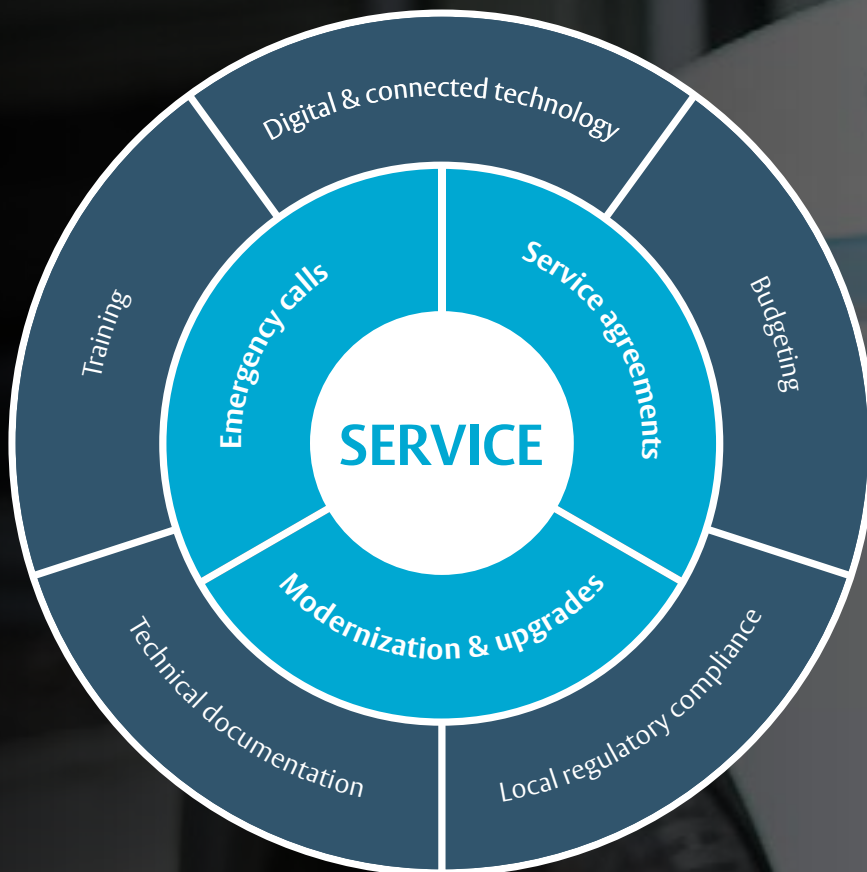 Digital & connected technology
Training
Budgeting
Emergency calls
Service agreements
SERVICE
Modernization & upgrades
Technical documentation
Local regulatory compliance